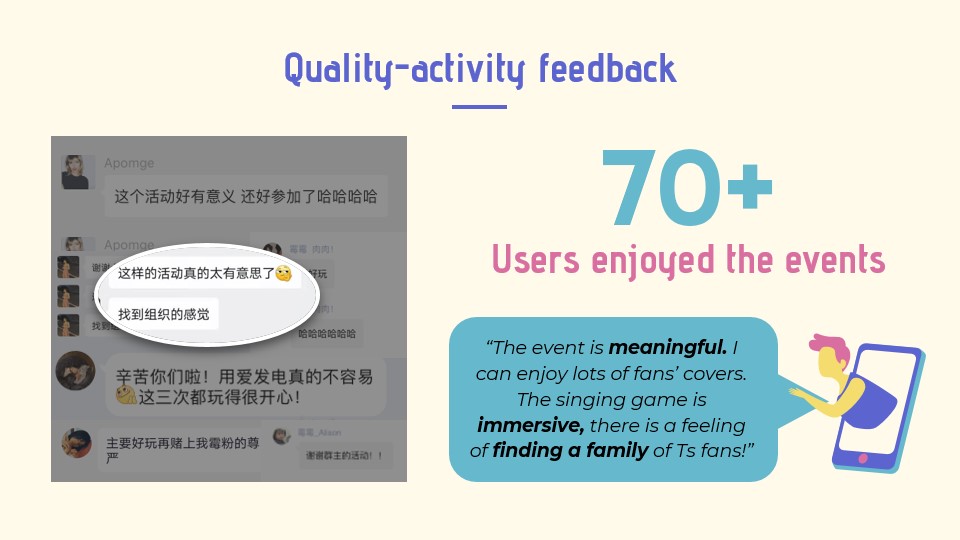 Quality-activity feedback
Apomge
这个活动好有意义 还好参加了哈哈哈哈
Apomge
霉霉_肉肉！
谢谢
好玩
这样的活动真的太有意思了
找到组织的感觉
哈哈哈哈哈哈
辛苦你们啦！用爱发电真的不容易
这三次都玩得很开心！
主要好玩再赌上我霉粉的尊
严
霉霉_Alison
谢谢群主的活动！！
70+
Users enjoyed the events
“The event is meaningful. I
can enjoy lots of fans’ covers.
The singing game is
immersive, there is a feeling
of finding a family of Ts fans!”